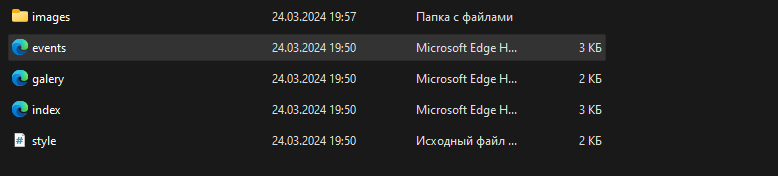 images 24.03.2024 19:57 Папка с файлами
events 24.03.2024 19:50 Microsoft Edge H... 3 КБ
galery 24.03.2024 19:50 Microsoft Edge H... 2 КБ
index 24.03.2024 19:50 Microsoft Edge H... 3 КБ
style 24.03.2024 19:50 Исходный файл ... 2 КБ